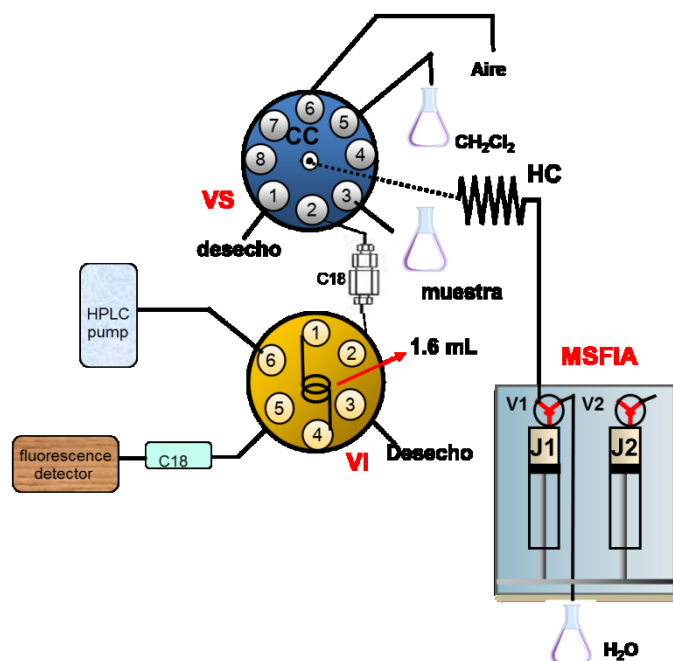 Aire
6
7
5
CC
CH₂Cl₂
8
4
HC
VS
1
2
3
desecho
C18
muestra
HPLC
pump
1
1.6 mL
MSFIA
6
2
V1
V2
5
3
J1
J2
4
Desecho
VI
fluorescence
detector
C18
H₂O